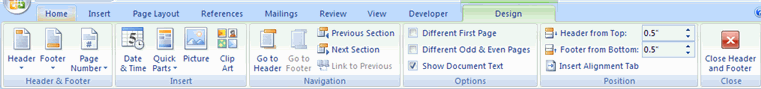 Home Insert Page Layout References Mailings Review View Developer Design
Header Footer Page Number
Header & Footer
Date & Time Quick Parts Picture Clip Art
Insert
Go to Header Go to Footer
Previous Section
Next Section
Link to Previous
Navigation
Different First Page
Different Odd & Even Pages
Show Document Text
Options
Header from Top: 0.5"
Footer from Bottom: 0.5"
Insert Alignment Tab
Position
Close Header and Footer
Close